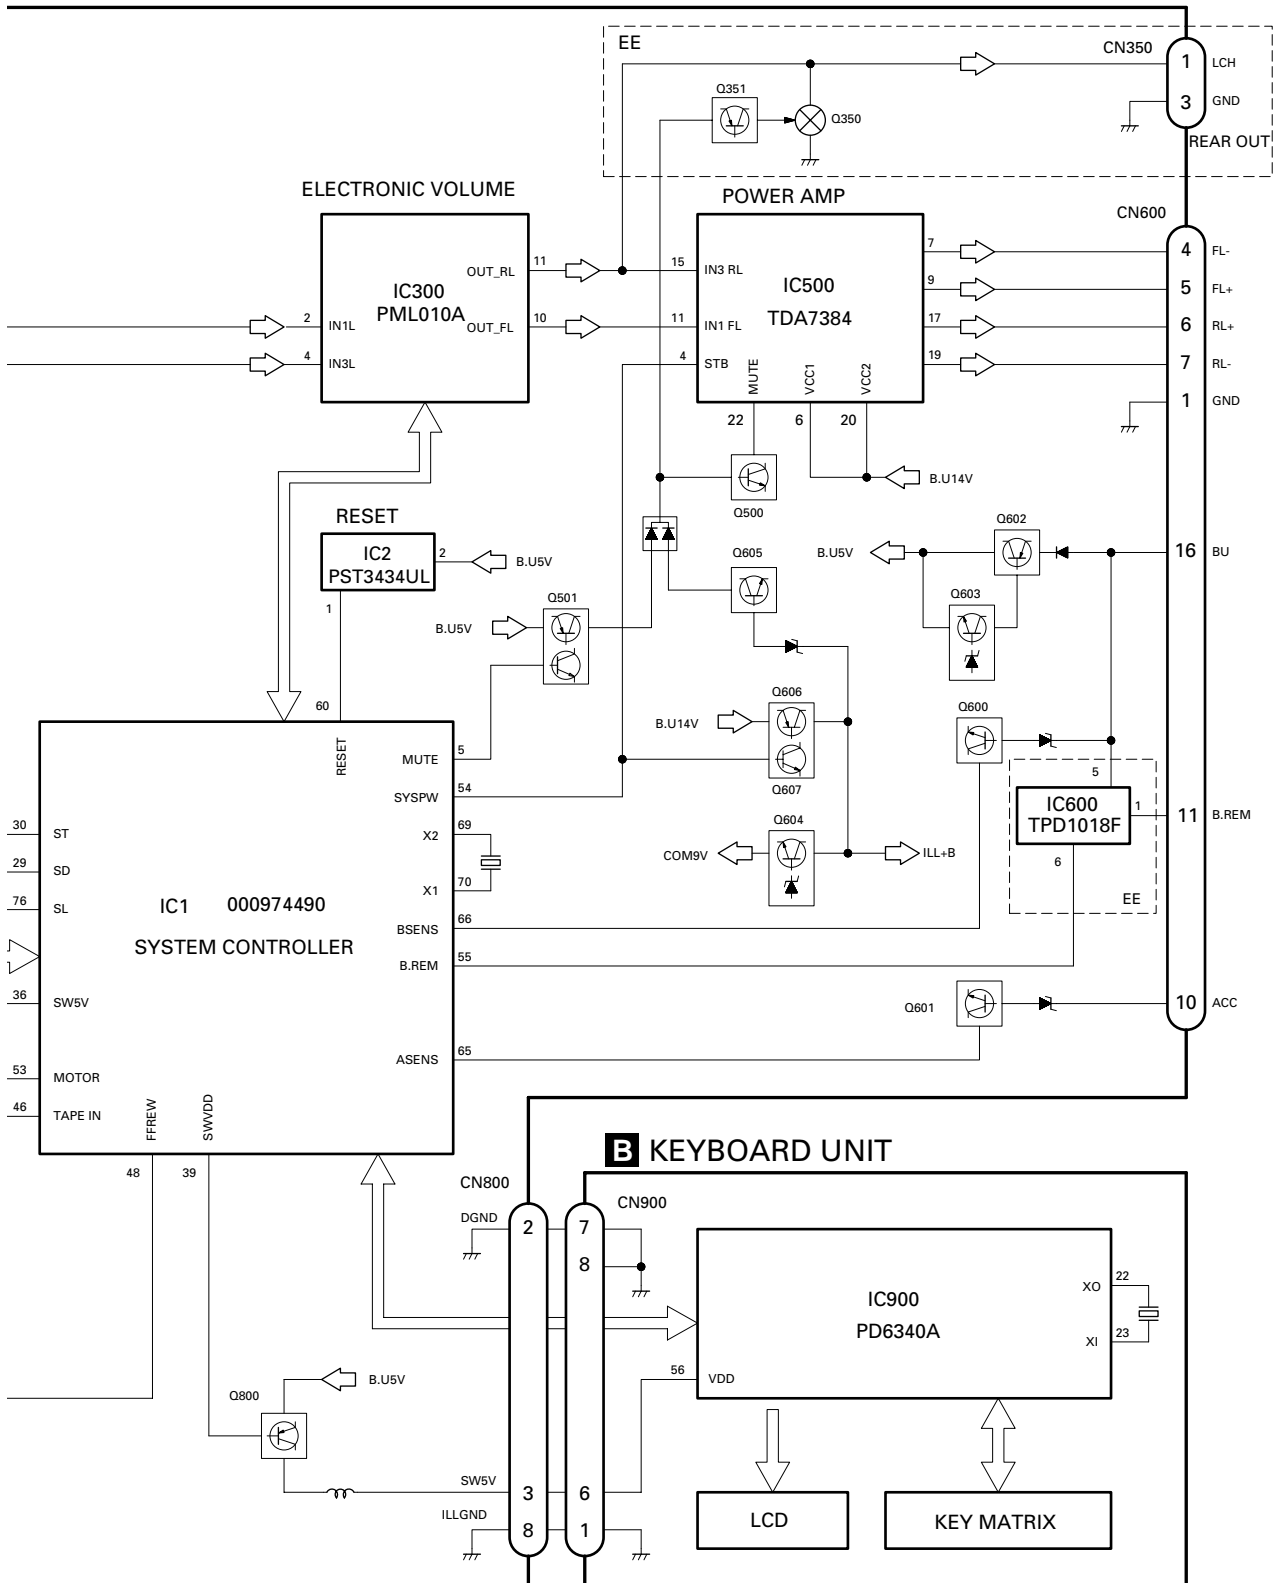 EE
CN350
1
LCH
3
GND
REAR OUT
Q351
Q350
ELECTRONIC VOLUME
IC300
PML010A
2
IN1L
4
IN3L
OUT_RL
11
OUT_FL
10
POWER AMP
IC500
TDA7384
15
IN3 RL
11
IN1 FL
4
STB
MUTE
VCC1
VCC2
22
6
20
7
9
17
19
B.U14V
Q500
CN600
4
FL-
5
FL+
6
RL+
7
RL-
1
GND
16
BU
11
B.REM
10
ACC
RESET
IC2
PST3434UL
2
B.U5V
1
60
Q501
B.U5V
Q605
B.U5V
Q602
Q603
Q606
B.U14V
Q607
Q604
COM9V
ILL+B
Q600
5
IC600
TPD1018F
1
6
EE
Q601
RESET
MUTE
5
SYSPW
54
X2
69
X1
70
BSENS
66
B.REM
55
ASENS
65
30
ST
29
SD
76
SL
36
SW5V
53
MOTOR
46
TAPE IN
IC1 000974490
SYSTEM CONTROLLER
FFREW
SWVDD
48
39
B KEYBOARD UNIT
CN800
CN900
DGND
2
7
8
IC900
PD6340A
XO
22
XI
23
56
VDD
B.U5V
Q800
SW5V
3
6
ILLGND
8
1
LCD
KEY MATRIX